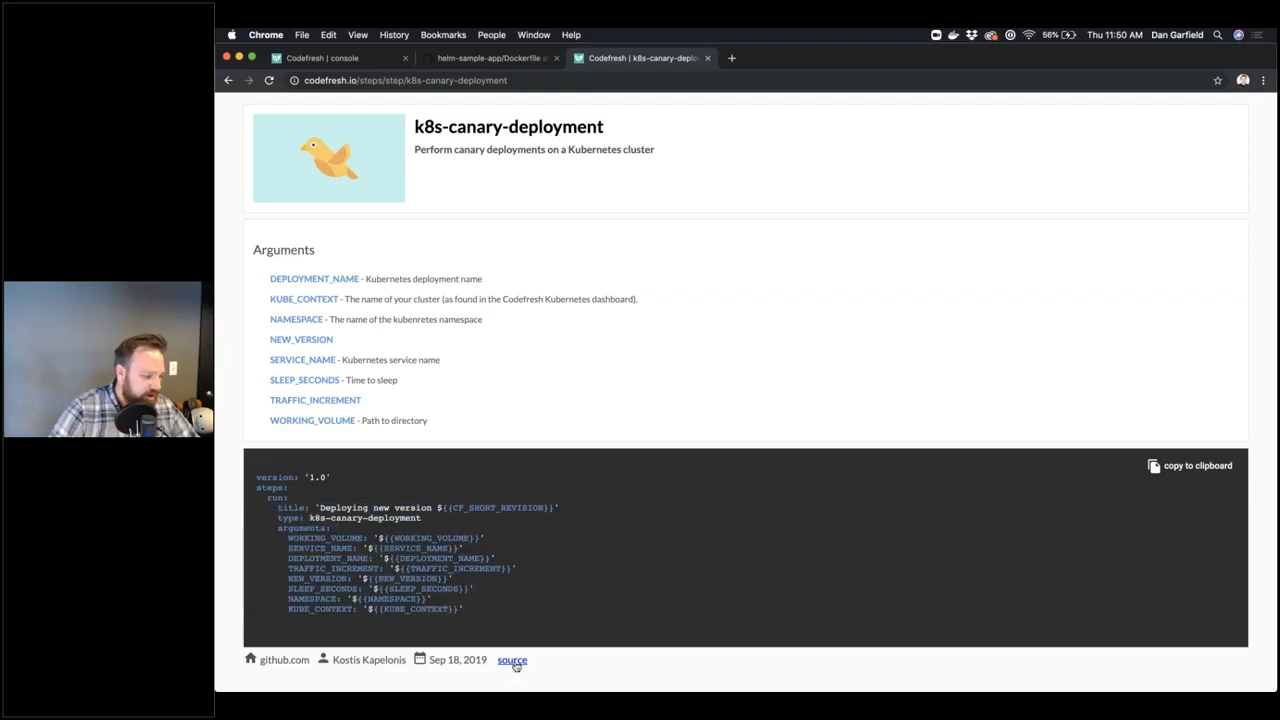 Chrome File Edit View History Bookmarks People Window Help 56% Thu 11:50 AM Dan Garfield
Codefresh | console helm-sample-app/Dockerfile a Codefresh | k8s-canary-deplo
codefresh.io/steps/step/k8s-canary-deployment
k8s-canary-deployment
Perform canary deployments on a Kubernetes cluster
Arguments
DEPLOYMENT_NAME - Kubernetes deployment name
KUBE_CONTEXT - The name of your cluster (as found in the Codefresh Kubernetes dashboard).
NAMESPACE - The name of the kubenretes namespace
NEW_VERSION
SERVICE_NAME - Kubernetes service name
SLEEP_SECONDS - Time to sleep
TRAFFIC_INCREMENT
WORKING_VOLUME - Path to directory
copy to clipboard
version: '1.0'
steps:
run:
title: 'Deploying new version ${{CF_SHORT_REVISION}}'
type: k8s-canary-deployment
arguments:
WORKING_VOLUME: '${{WORKING_VOLUME}}'
SERVICE_NAME: '${{SERVICE_NAME}}'
DEPLOYMENT_NAME: '${{DEPLOYMENT_NAME}}'
TRAFFIC_INCREMENT: '${{TRAFFIC_INCREMENT}}'
NEW_VERSION: '${{NEW_VERSION}}'
SLEEP_SECONDS: '${{SLEEP_SECONDS}}'
NAMESPACE: '${{NAMESPACE}}'
KUBE_CONTEXT: '${{KUBE_CONTEXT}}'
github.com Kostis Kapelonis Sep 18, 2019 source